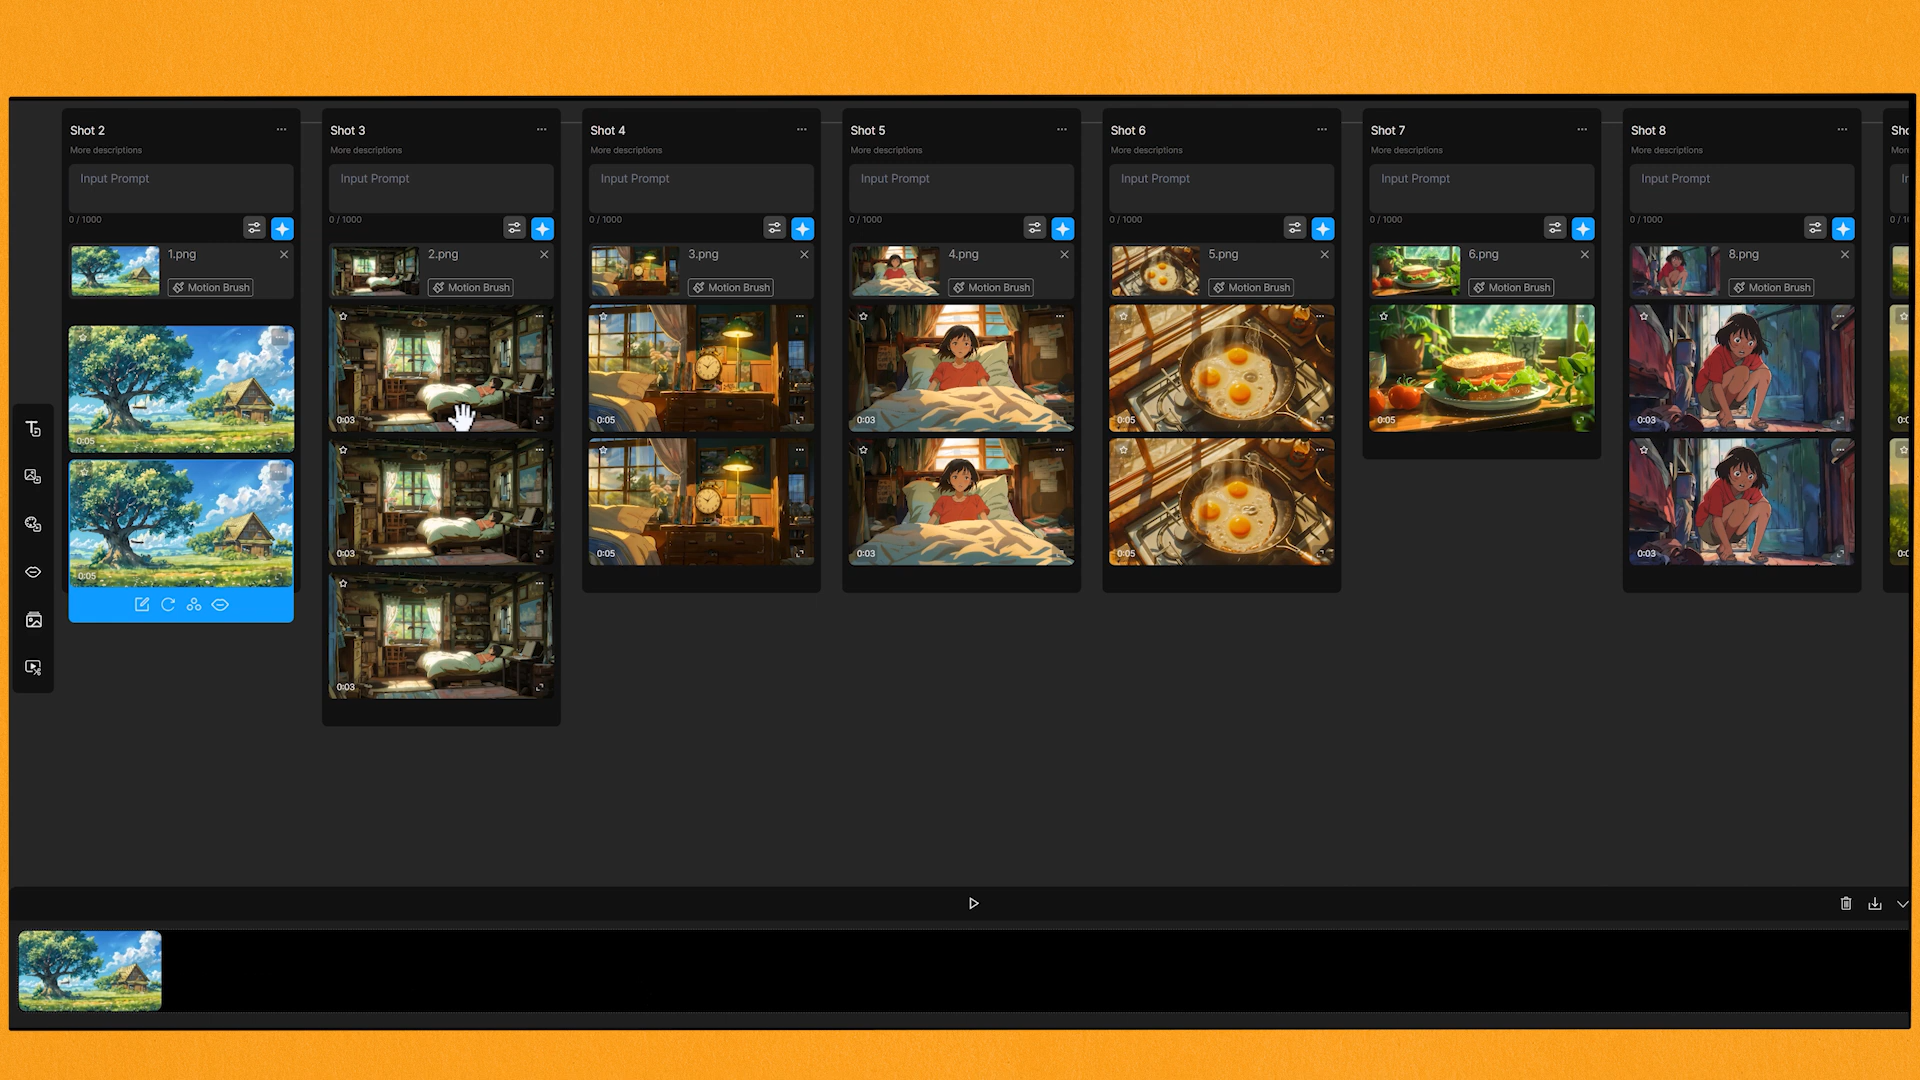 Shot 2
More descriptions
Input Prompt
0 / 1000
1.png
Motion Brush
0:05
0:05
Shot 3
More descriptions
Input Prompt
0 / 1000
2.png
Motion Brush
0:03
0:03
0:03
Shot 4
More descriptions
Input Prompt
0 / 1000
3.png
Motion Brush
0:05
0:05
Shot 5
More descriptions
Input Prompt
0 / 1000
4.png
Motion Brush
0:03
0:03
Shot 6
More descriptions
Input Prompt
0 / 1000
5.png
Motion Brush
0:05
0:05
Shot 7
More descriptions
Input Prompt
0 / 1000
6.png
Motion Brush
0:05
Shot 8
More descriptions
Input Prompt
0 / 1000
8.png
Motion Brush
0:03
0:03